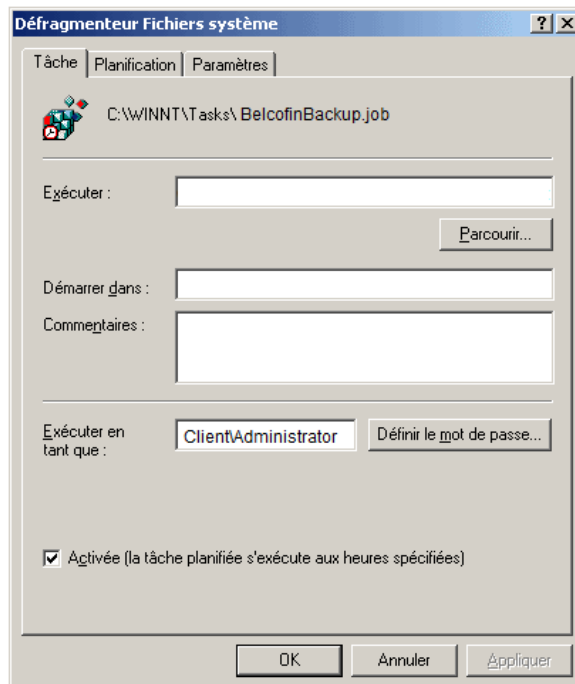 Défragmenteur Fichiers système
Tâche Planification Paramètres
C:\WINNT\Tasks\ BelcofinBackup.job
Exécuter :
Parcourir...
Démarrer dans :
Commentaires :
Exécuter en
tant que :
Client\Administrator
Définir le mot de passe...
Activée (la tâche planifiée s'exécute aux heures spécifiées)
OK Annuler Appliquer